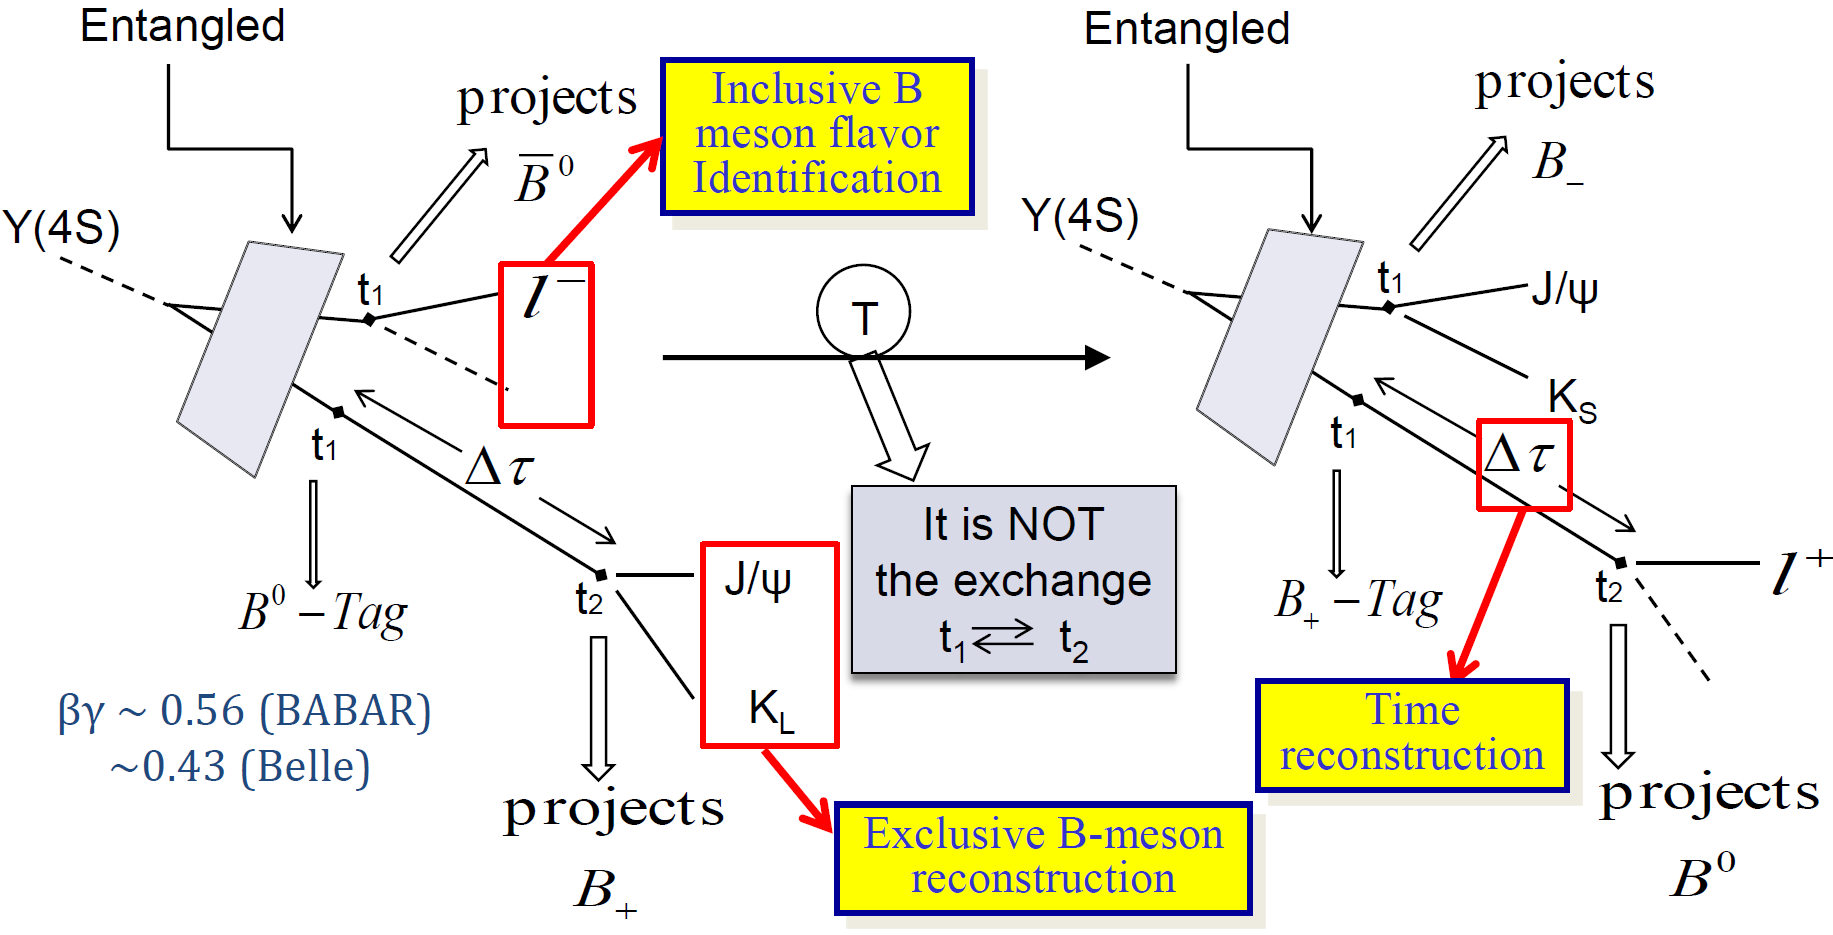 Entangled
projects
B̅⁰
Inclusive B
meson flavor
Identification
Υ(4S)
t₁
l⁻
t₁
Δτ
B⁰ – Tag
t₂
J/ψ
K_L
βγ ~ 0.56 (BABAR)
~0.43 (Belle)
projects
B₊
Exclusive B-meson
reconstruction
T
It is NOT
the exchange
t₁ ⇄ t₂
Entangled
projects
B₋
Υ(4S)
t₁
J/ψ
K_S
t₁
Δτ
B₊ – Tag
t₂
l⁺
Time
reconstruction
projects
B⁰